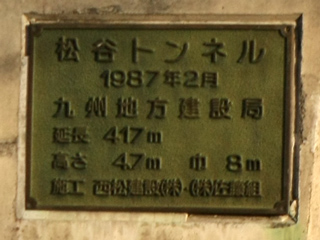 松谷トンネル
1987年2月
九州地方建設局
延長 417m
高さ 4.7m 巾 8m
施工 西松建設(株)・(株)佐藤組